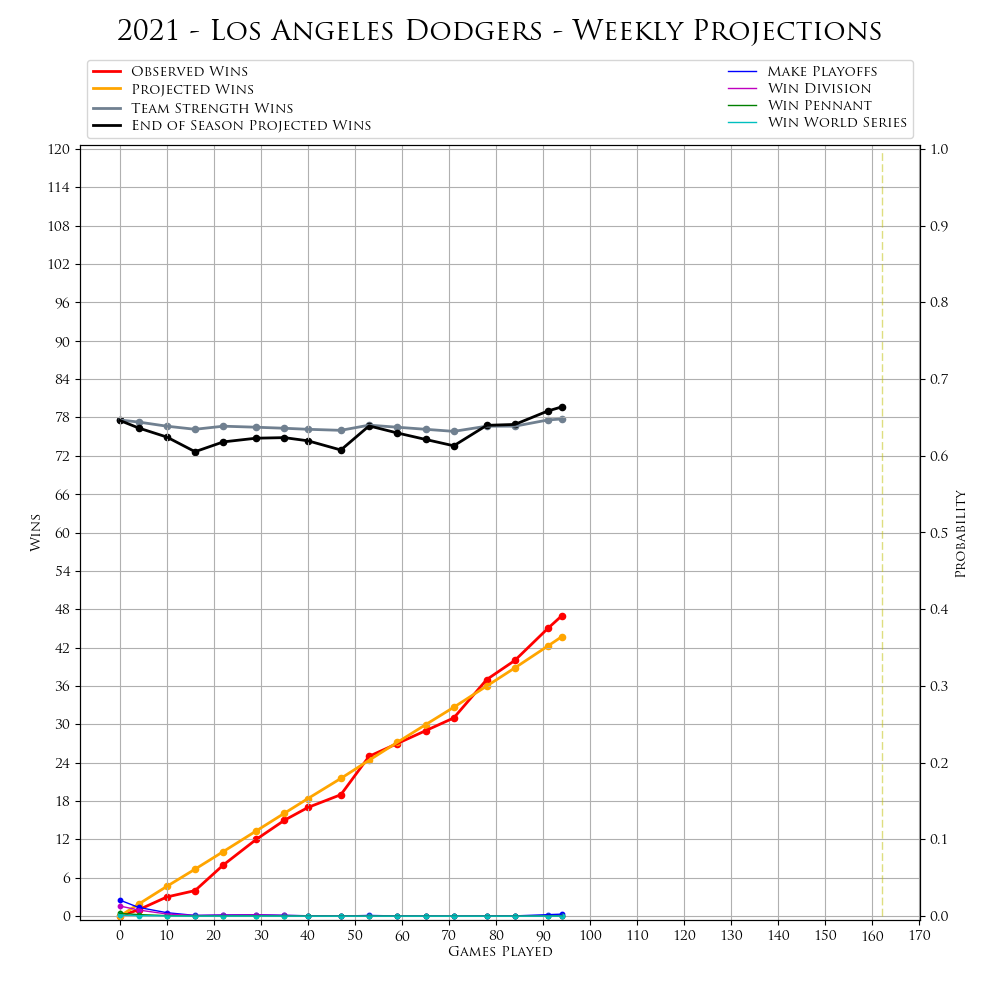 2021 - Los Angeles Dodgers - Weekly Projections
Observed Wins
Projected Wins
Team Strength Wins
End of Season Projected Wins
Make Playoffs
Win Division
Win Pennant
Win World Series
120
114
108
102
96
90
84
78
72
66
60
54
48
42
36
30
24
18
12
6
0
Wins
1.0
0.9
0.8
0.7
0.6
0.5
0.4
0.3
0.2
0.1
0.0
Probability
0 10 20 30 40 50 60 70 80 90 100 110 120 130 140 150 160 170
Games Played